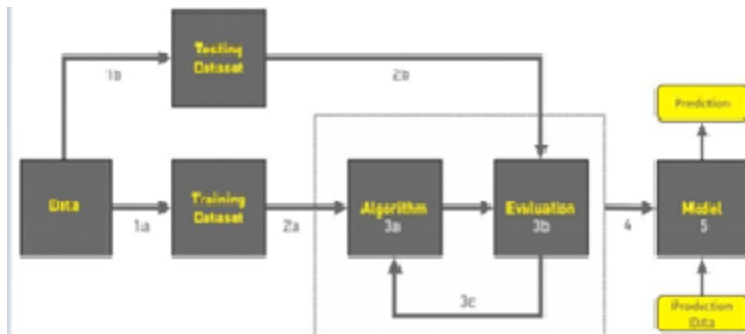 Testing
Dataset
1b
2b
Prediction
Data
Training
Dataset
Algorithm
3a
Evaluation
3b
Model
5
1a
2a
4
3c
Production
Data